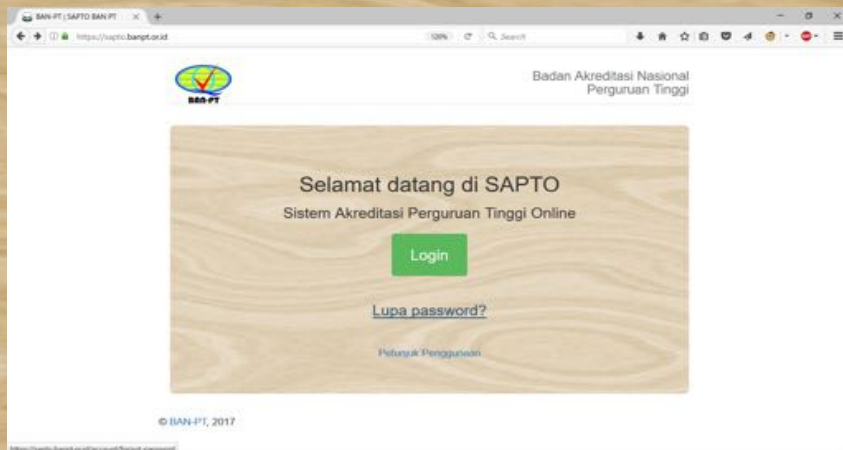 BAN-PT | SAPTO BAN PT
https://sapto.banpt.or.id
120%
Search
BAN-PT
Badan Akreditasi Nasional
Perguruan Tinggi
Selamat datang di SAPTO
Sistem Akreditasi Perguruan Tinggi Online
Login
Lupa password?
Petunjuk Penggunaan
© BAN-PT, 2017